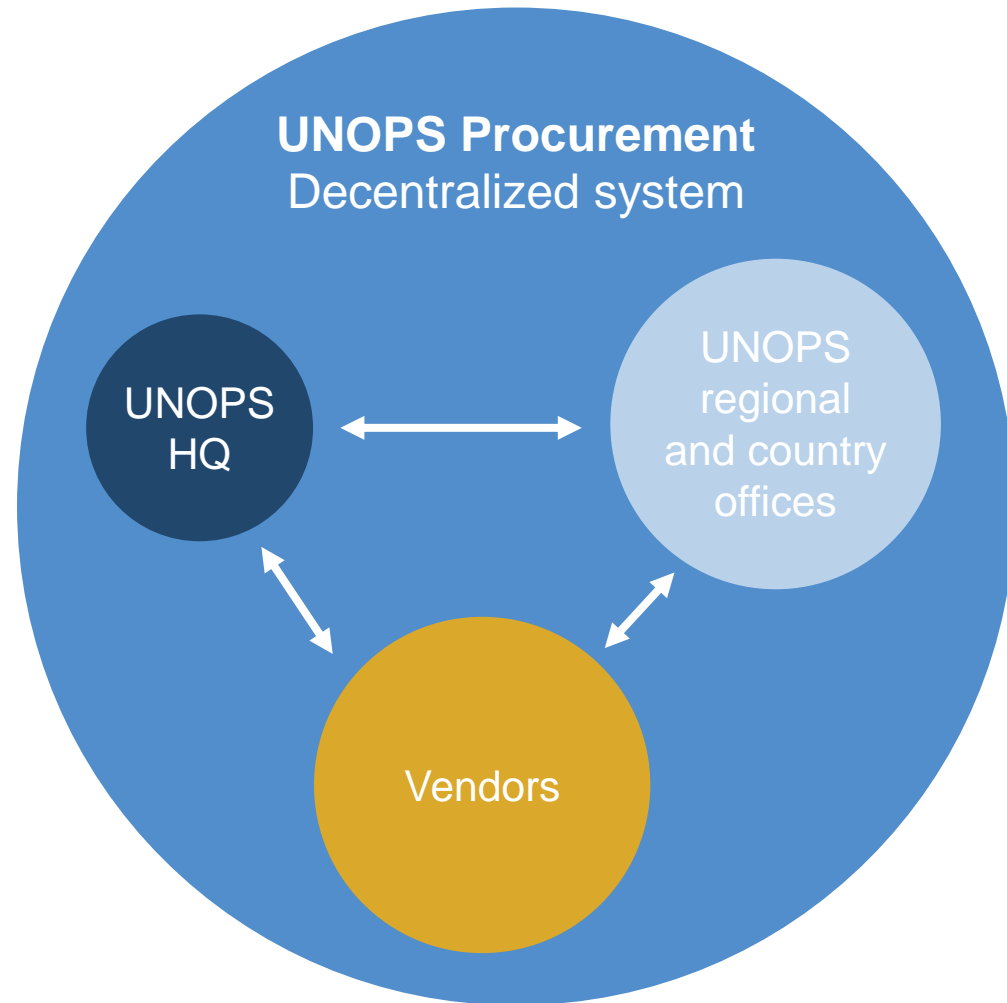 UNOPS Procurement
Decentralized system
UNOPS
HQ
UNOPS
regional
and country
offices
Vendors